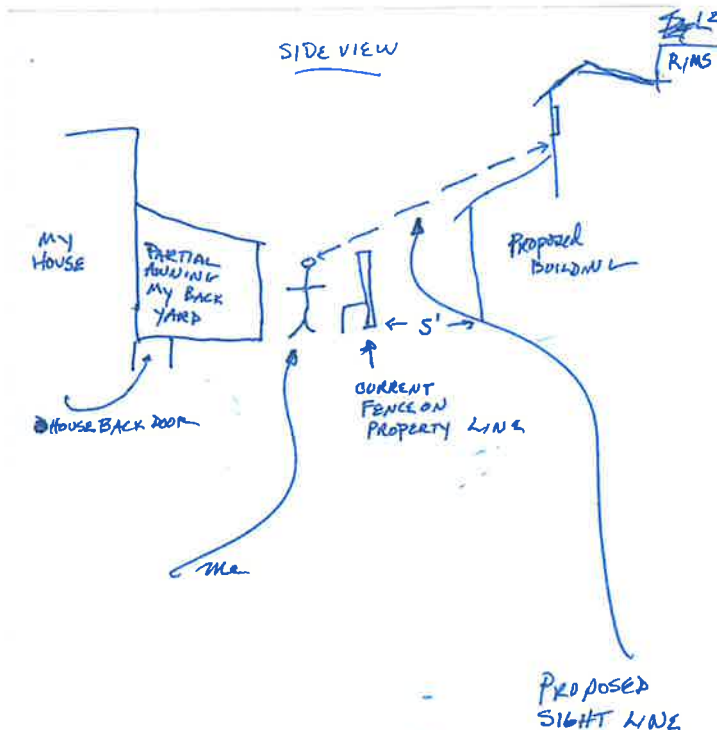 SIDE VIEW
RIMS
MY
HOUSE
PARTIAL
AWNING
MY BACK
YARD
PROPOSED
BUILDING
5'
CURRENT
FENCE ON
PROPERTY LINE
HOUSE BACK DOOR
Me
PROPOSED
SIGHT LINE